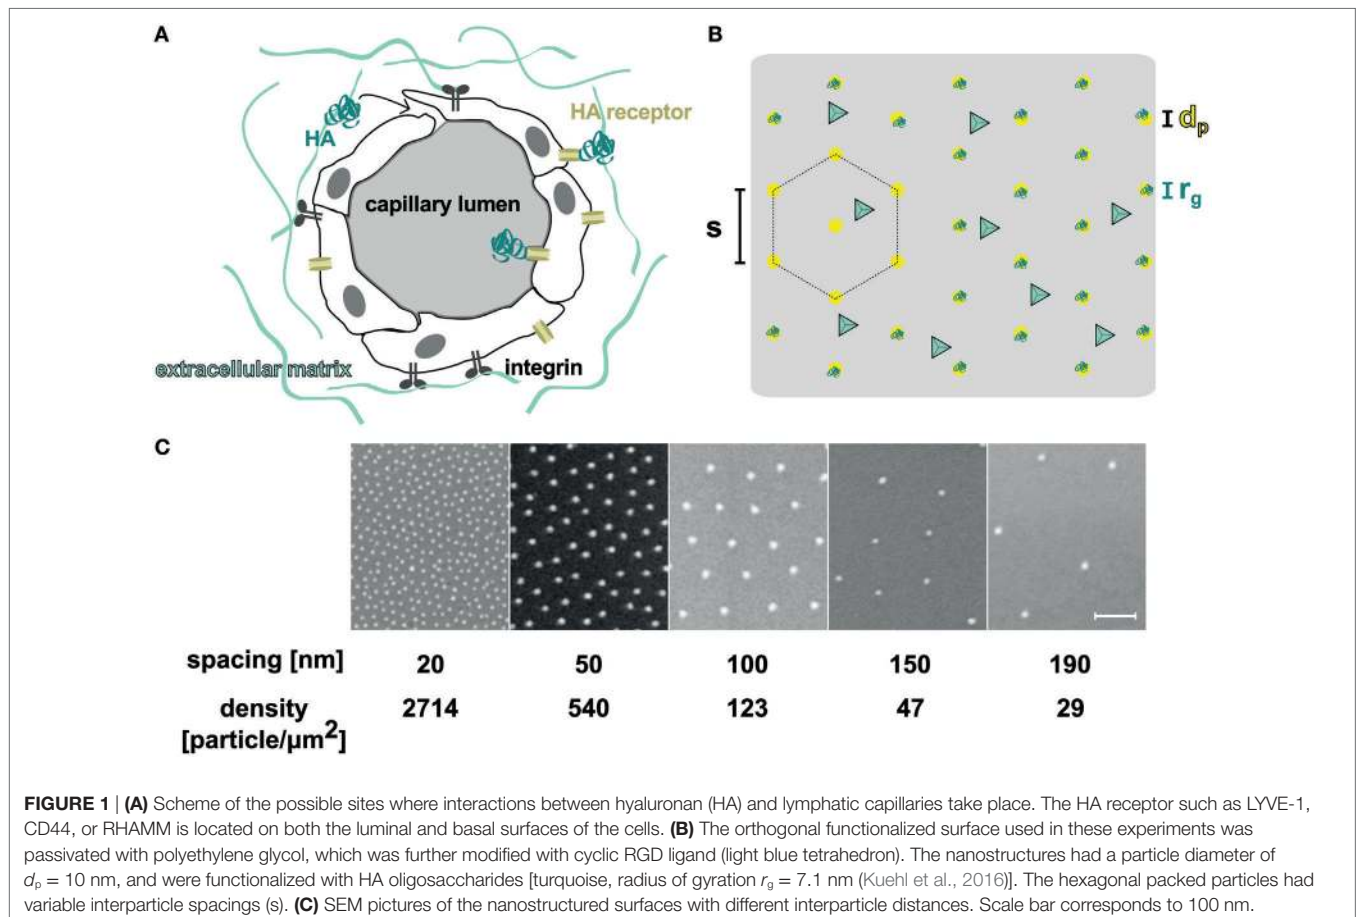 A
B
HA receptor
HA
capillary lumen
extracellular matrix
integrin
d_p
r_g
s
C
spacing [nm] 20 50 100 150 190
density 2714 540 123 47 29
[particle/µm²]
FIGURE 1 | (A) Scheme of the possible sites where interactions between hyaluronan (HA) and lymphatic capillaries take place. The HA receptor such as LYVE-1,
CD44, or RHAMM is located on both the luminal and basal surfaces of the cells. (B) The orthogonal functionalized surface used in these experiments was
passivated with polyethylene glycol, which was further modified with cyclic RGD ligand (light blue tetrahedron). The nanostructures had a particle diameter of
d_p = 10 nm, and were functionalized with HA oligosaccharides [turquoise, radius of gyration r_g = 7.1 nm (Kuehl et al., 2016)]. The hexagonal packed particles had
variable interparticle spacings (s). (C) SEM pictures of the nanostructured surfaces with different interparticle distances. Scale bar corresponds to 100 nm.